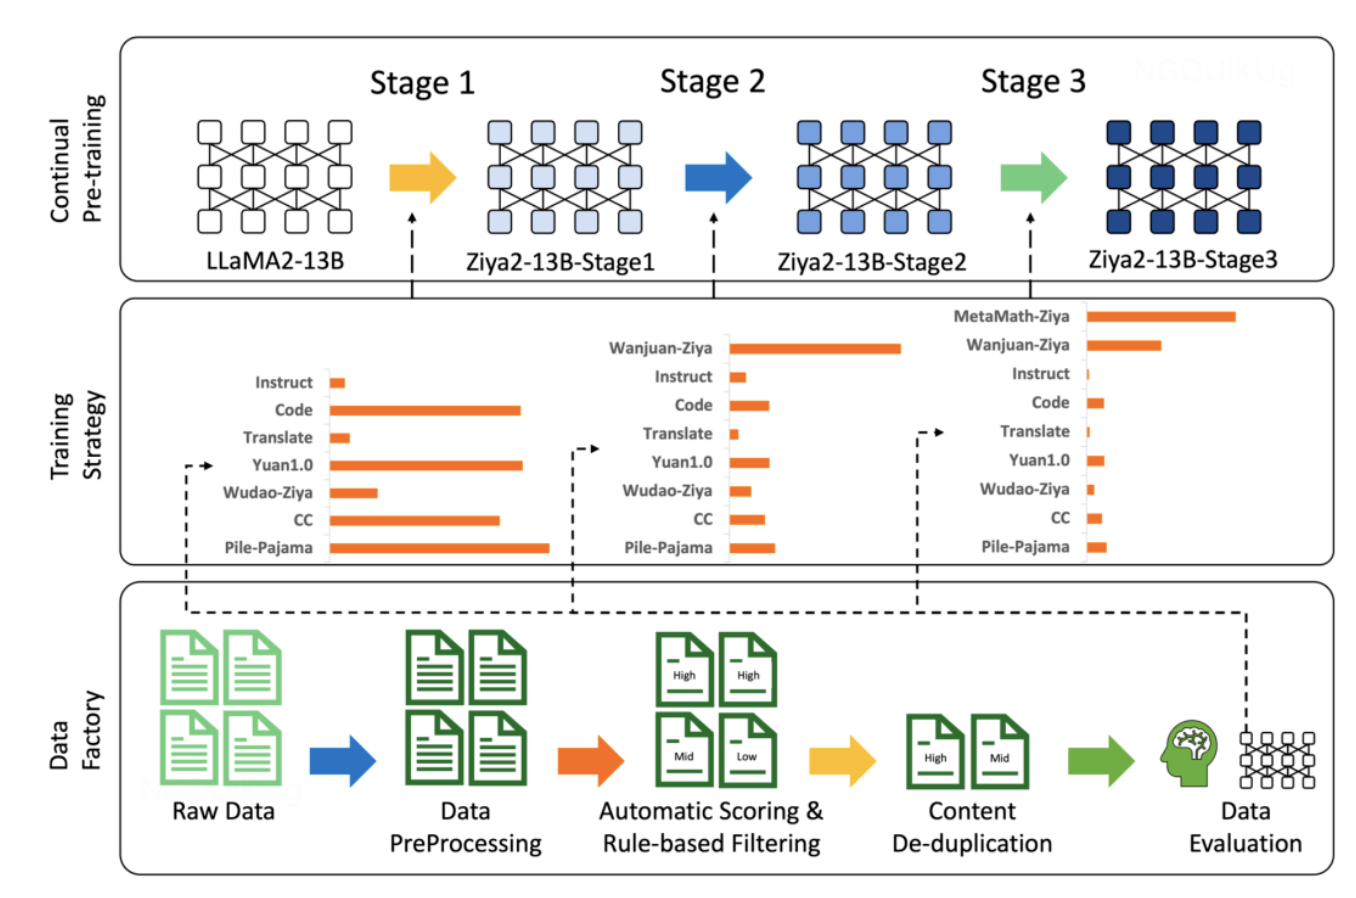 Continual
Pre-training
Stage 1
Stage 2
Stage 3
LLaMA2-13B
Ziya2-13B-Stage1
Ziya2-13B-Stage2
Ziya2-13B-Stage3
Training
Strategy
Instruct
Code
Translate
Yuan1.0
Wudao-Ziya
CC
Pile-Pajama
Wanjuan-Ziya
Instruct
Code
Translate
Yuan1.0
Wudao-Ziya
CC
Pile-Pajama
MetaMath-Ziya
Wanjuan-Ziya
Instruct
Code
Translate
Yuan1.0
Wudao-Ziya
CC
Pile-Pajama
Data
Factory
High
High
Mid
Low
High
Mid
Raw Data
Data
PreProcessing
Automatic Scoring &
Rule-based Filtering
Content
De-duplication
Data
Evaluation